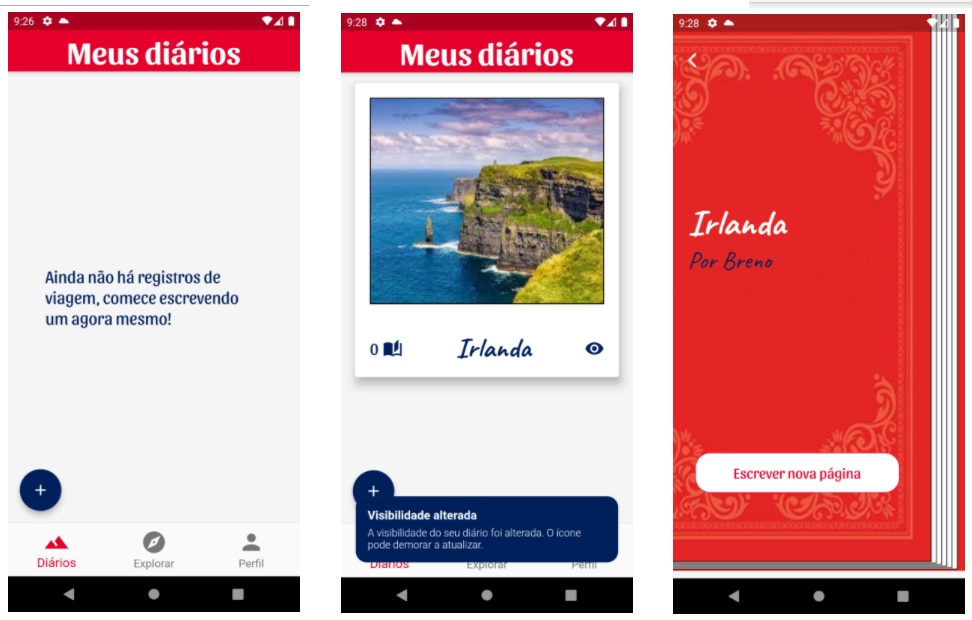 9:26
Meus diários
Ainda não há registros de
viagem, comece escrevendo
um agora mesmo!
+
Diários
Explorar
Perfil
9:28
Meus diários
0
Irlanda
+
Visibilidade alterada
A visibilidade do seu diário foi alterada. O ícone
pode demorar a atualizar.
Diários
Explorar
Perfil
9:28
Irlanda
Por Breno
Escrever nova página